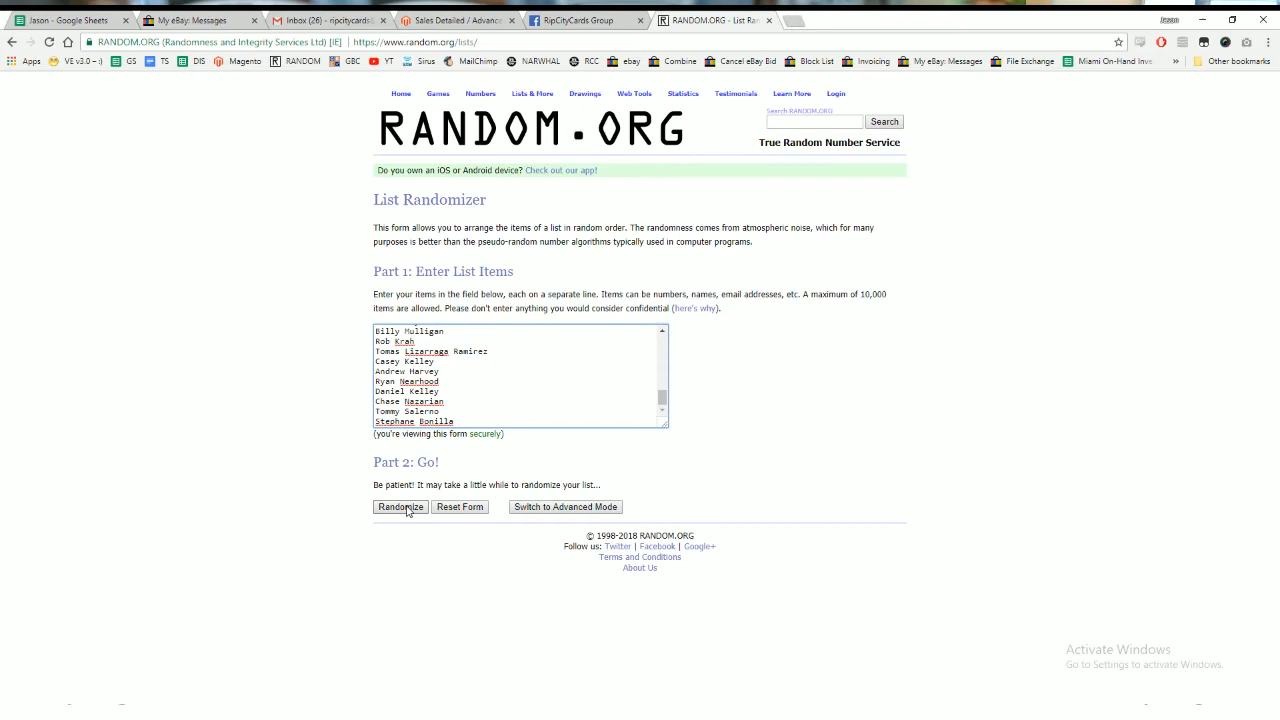 Jason - Google Sheets
My eBay: Messages
Inbox (26) - ripcitycards
Sales Detailed / Advance
RipCityCards Group
RANDOM.ORG - List Ran
RANDOM.ORG (Randomness and Integrity Services Ltd) [IE] | https://www.random.org/lists/
Apps VE v3.0 – :) GS TS DIS Magento RANDOM GBC YT Sirus MailChimp NARWHAL RCC ebay Combine Cancel eBay Bid Block List Invoicing My eBay: Messages File Exchange Miami On-Hand Inve » Other bookmarks
Home Games Numbers Lists & More Drawings Web Tools Statistics Testimonials Learn More Login
Search RANDOM.ORG
RANDOM.ORG
Search
True Random Number Service
Do you own an iOS or Android device? Check out our app!
List Randomizer
This form allows you to arrange the items of a list in random order. The randomness comes from atmospheric noise, which for many
purposes is better than the pseudo-random number algorithms typically used in computer programs.
Part 1: Enter List Items
Enter your items in the field below, each on a separate line. Items can be numbers, names, email addresses, etc. A maximum of 10,000
items are allowed. Please don't enter anything you would consider confidential (here's why).
Billy Mulligan
Rob Krah
Tomas Lizarraga Ramirez
Casey Kelley
Andrew Harvey
Ryan Nearhood
Daniel Kelley
Chase Nazarian
Tommy Salerno
Stephane Bonilla
(you're viewing this form securely)
Part 2: Go!
Be patient! It may take a little while to randomize your list...
Randomize Reset Form Switch to Advanced Mode
© 1998-2018 RANDOM.ORG
Follow us: Twitter | Facebook | Google+
Terms and Conditions
About Us
Activate Windows
Go to Settings to activate Windows.